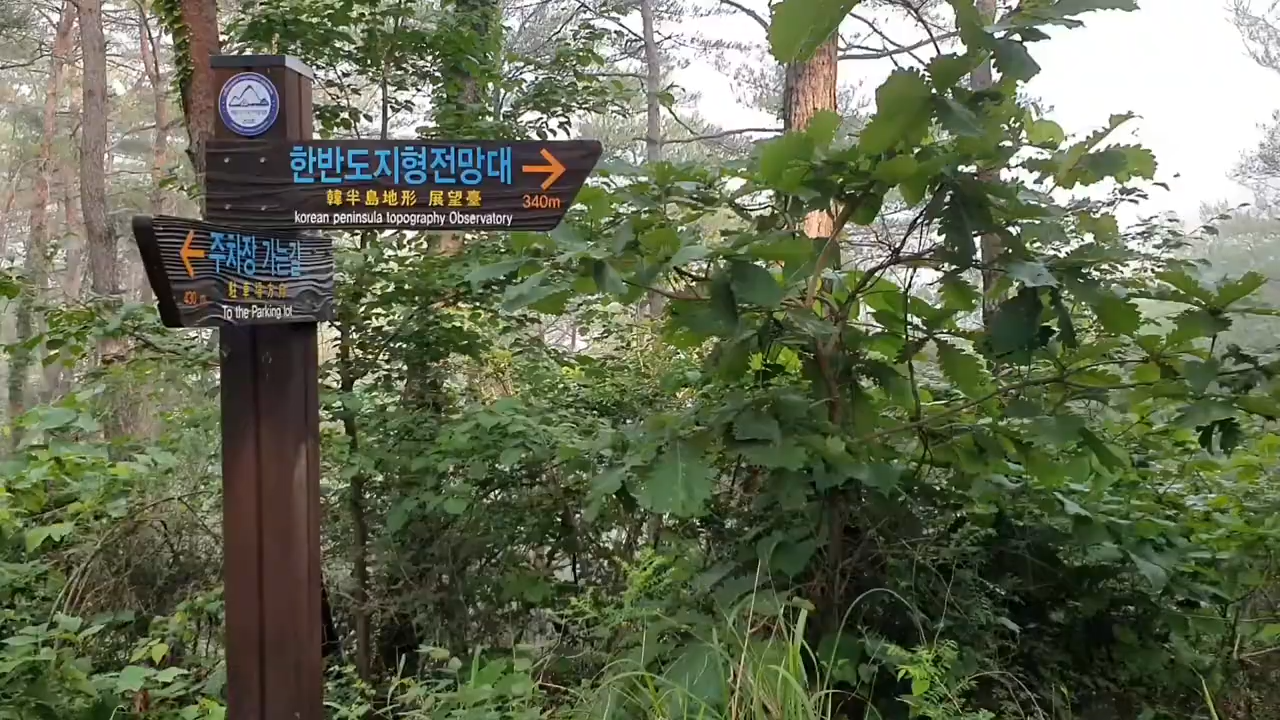 한반도지형전망대
韓半島地形 展望臺
340m
korean peninsula topography Observatory
주차장 가는길
430 m
To the Parking lot